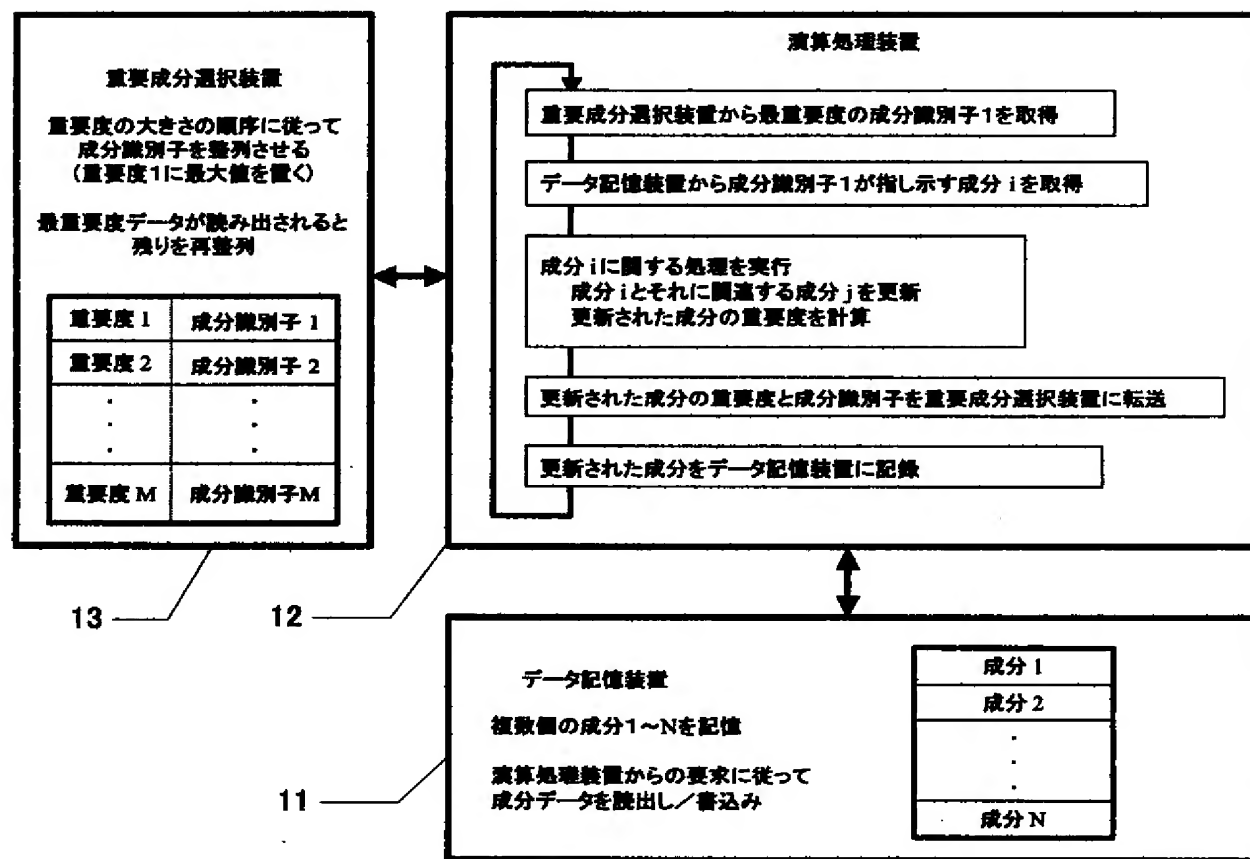 重要成分選択装置
重要度の大きさの順序に従って
成分識別子を整列させる
(重要度1に最大値を置く)
最重要度データが読み出されると
残りを再整列
重要度 1 成分識別子 1
重要度 2 成分識別子 2
重要度 M 成分識別子M
13
演算処理装置
重要成分選択装置から最重要度の成分識別子1を取得
データ記憶装置から成分識別子1が指し示す成分 i を取得
成分 i に関する処理を実行
成分 i とそれに関連する成分 j を更新
更新された成分の重要度を計算
更新された成分の重要度と成分識別子を重要成分選択装置に転送
更新された成分をデータ記憶装置に記録
12
データ記憶装置
複数個の成分1～Nを記憶
演算処理装置からの要求に従って
成分データを読出し／書込み
成分 1
成分 2
成分 N
11